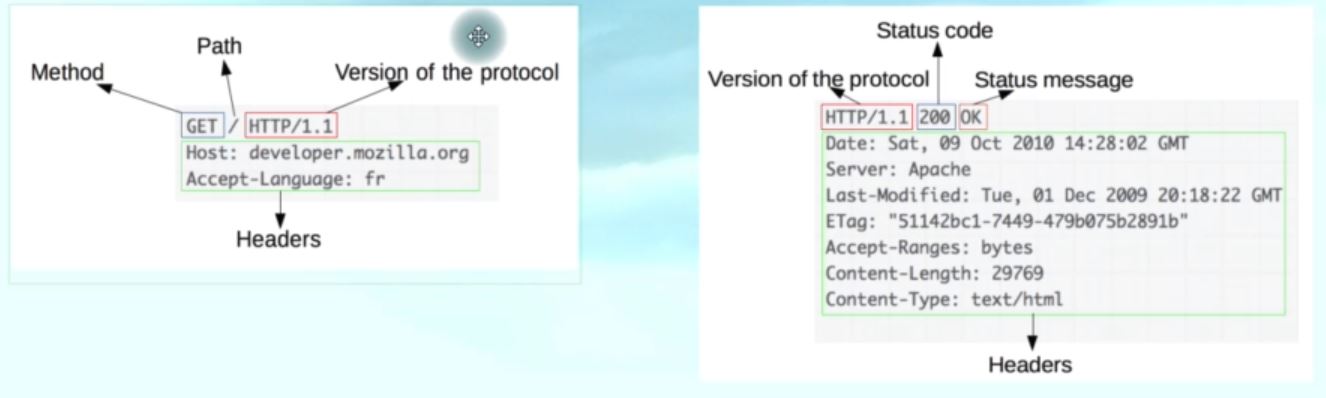 Path
Method
Version of the protocol
GET / HTTP/1.1
Host: developer.mozilla.org
Accept-Language: fr
Headers
Status code
Version of the protocol
Status message
HTTP/1.1 200 OK
Date: Sat, 09 Oct 2010 14:28:02 GMT
Server: Apache
Last-Modified: Tue, 01 Dec 2009 20:18:22 GMT
ETag: "51142bc1-7449-479b075b2891b"
Accept-Ranges: bytes
Content-Length: 29769
Content-Type: text/html
Headers